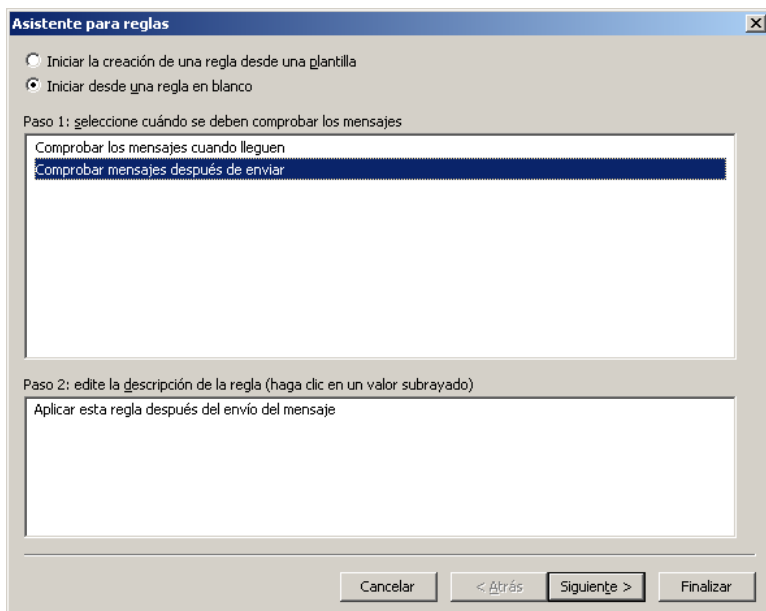 Asistente para reglas
Iniciar la creación de una regla desde una plantilla
Iniciar desde una regla en blanco
Paso 1: seleccione cuándo se deben comprobar los mensajes
Comprobar los mensajes cuando lleguen
Comprobar mensajes después de enviar
Paso 2: edite la descripción de la regla (haga clic en un valor subrayado)
Aplicar esta regla después del envío del mensaje
Cancelar < Atrás Siguiente > Finalizar